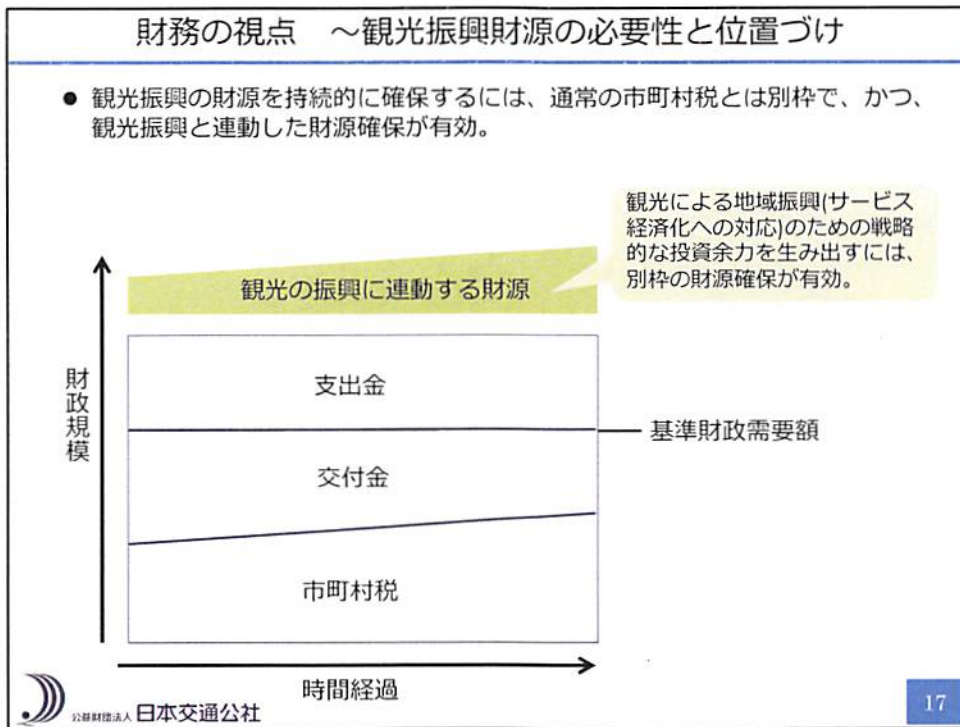 財務の視点 ～観光振興財源の必要性と位置づけ
● 観光振興の財源を持続的に確保するには、通常の市町村税とは別枠で、かつ、
観光振興と連動した財源確保が有効。
観光による地域振興(サービス
経済化への対応)のための戦略
的な投資余力を生み出すには、
別枠の財源確保が有効。
観光の振興に連動する財源
財政規模
支出金
基準財政需要額
交付金
市町村税
時間経過
公益財団法人 日本交通公社
17